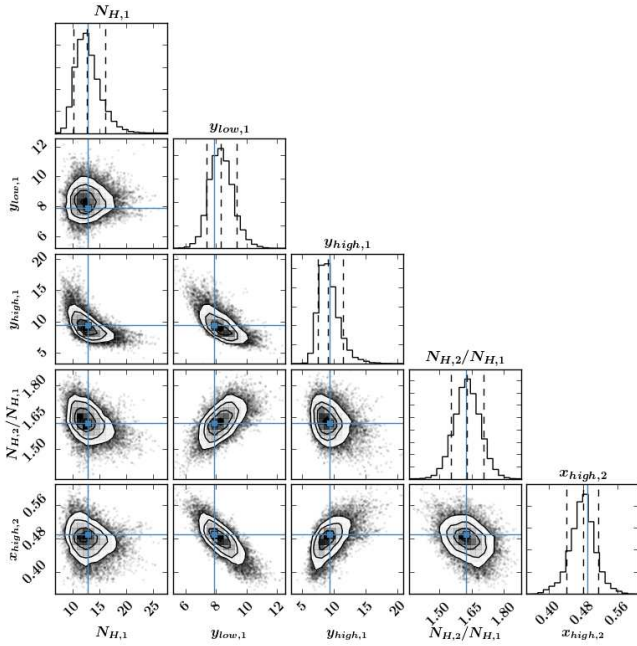 N_{H,1}
12
10
8
6
y_{low,1}
y_{low,1}
20
15
10
5
y_{high,1}
y_{high,1}
1.80
1.65
1.50
N_{H,2}/N_{H,1}
N_{H,2}/N_{H,1}
0.56
0.48
0.40
x_{high,2}
x_{high,2}
10 15 20 25 6 8 10 12 5 10 15 20 1.50 1.65 1.80 0.40 0.48 0.56
N_{H,1} y_{low,1} y_{high,1} N_{H,2}/N_{H,1} x_{high,2}